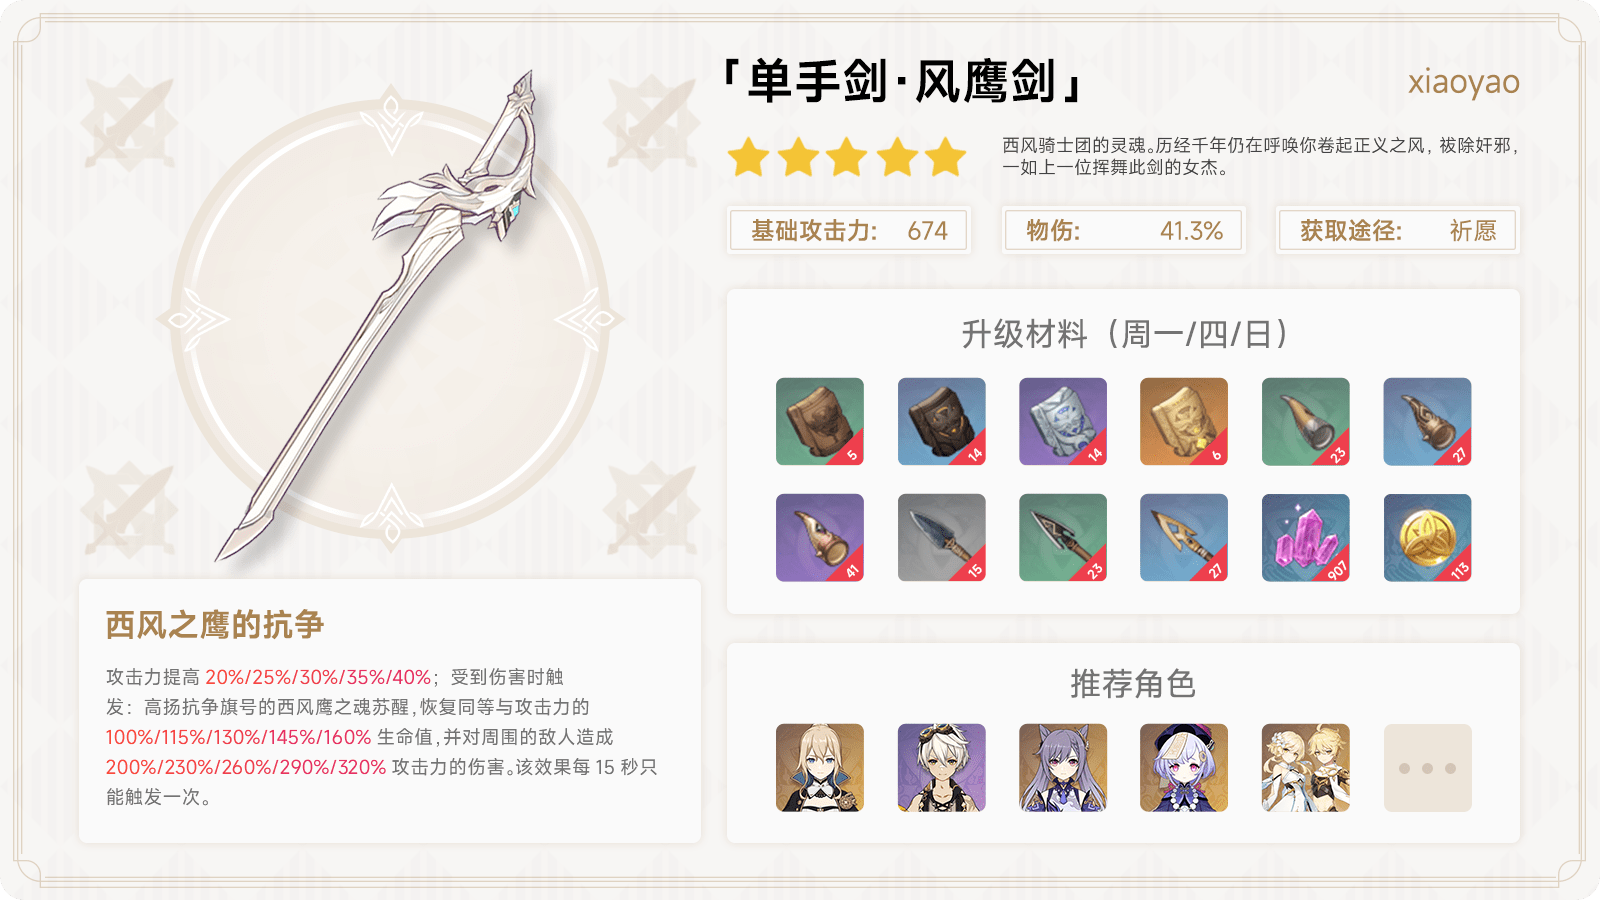 「单手剑·风鹰剑」
xiaoyao
西风骑士团的灵魂。历经千年仍在呼唤你卷起正义之风，祓除奸邪，
一如上一位挥舞此剑的女杰。
基础攻击力: 674
物伤: 41.3%
获取途径: 祈愿
升级材料（周一/四/日）
5 14 14 6 23 27
41 15 23 27 907 113
西风之鹰的抗争
攻击力提高 20%/25%/30%/35%/40%；受到伤害时触
发：高扬抗争旗号的西风鹰之魂苏醒,恢复同等与攻击力的
100%/115%/130%/145%/160% 生命值,并对周围的敌人造成
200%/230%/260%/290%/320% 攻击力的伤害。该效果每 15 秒只
能触发一次。
推荐角色